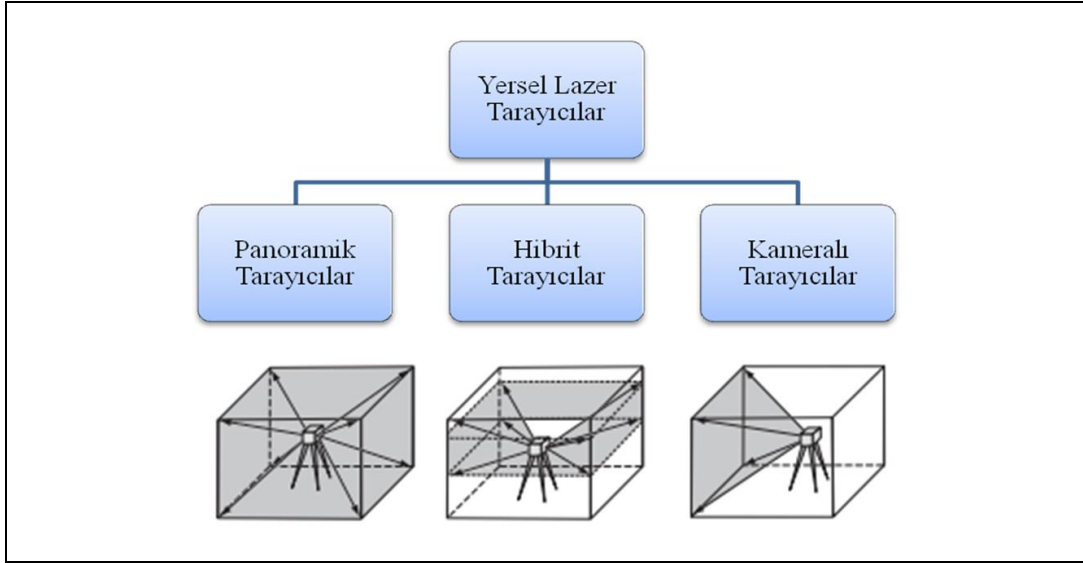 Yersel Lazer
Tarayıcılar
Panoramik
Tarayıcılar
Hibrit
Tarayıcılar
Kameralı
Tarayıcılar